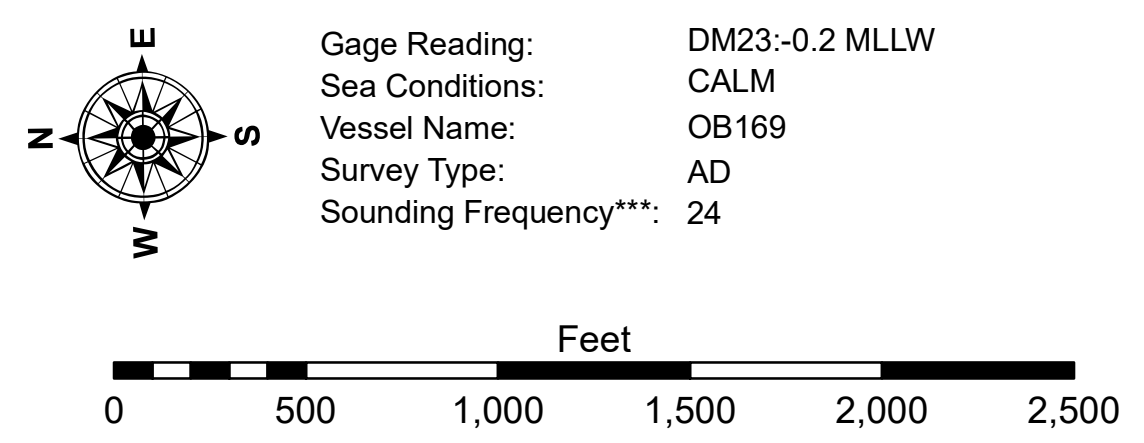 E
N
S
W
Gage Reading: DM23:-0.2 MLLW
Sea Conditions: CALM
Vessel Name: OB169
Survey Type: AD
Sounding Frequency***: 24
Feet
0 500 1,000 1,500 2,000 2,500